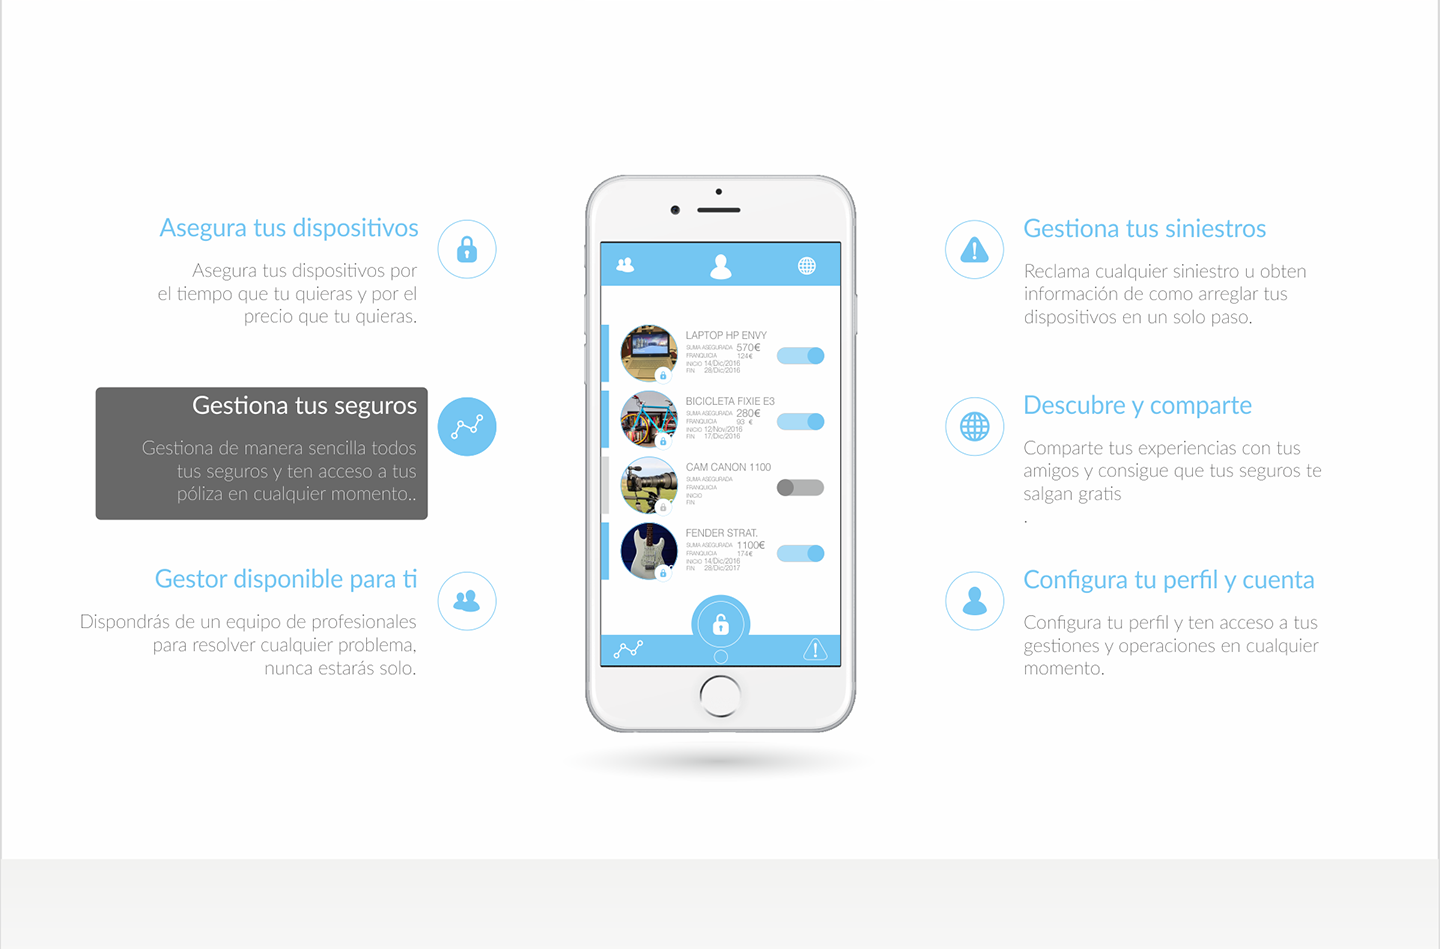 Asegura tus dispositivos
Asegura tus dispositivos por
el tiempo que tu quieras y por el
precio que tu quieras.
Gestiona tus seguros
Gestiona de manera sencilla todos
tus seguros y ten acceso a tus
póliza en cualquier momento..
Gestor disponible para ti
Dispondrás de un equipo de profesionales
para resolver cualquier problema,
nunca estarás solo.
LAPTOP HP ENVY
SUMA ASEGURADA 570€
FRANQUICIA 124€
INICIO 14/Dic/2016
FIN 28/Dic/2016
BICICLETA FIXIE E3
SUMA ASEGURADA 280€
FRANQUICIA 93 €
INICIO 12/Nov/2016
FIN 17/Dic/2016
CAM CANON 1100
SUMA ASEGURADA
FRANQUICIA
INICIO
FIN
FENDER STRAT.
SUMA ASEGURADA 1100€
FRANQUICIA 174€
INICIO 14/Dic/2016
FIN 28/Dic/2017
Gestiona tus siniestros
Reclama cualquier siniestro u obten
información de como arreglar tus
dispositivos en un solo paso.
Descubre y comparte
Comparte tus experiencias con tus
amigos y consigue que tus seguros te
salgan gratis
.
Configura tu perfil y cuenta
Configura tu perfil y ten acceso a tus
gestiones y operaciones en cualquier
momento.